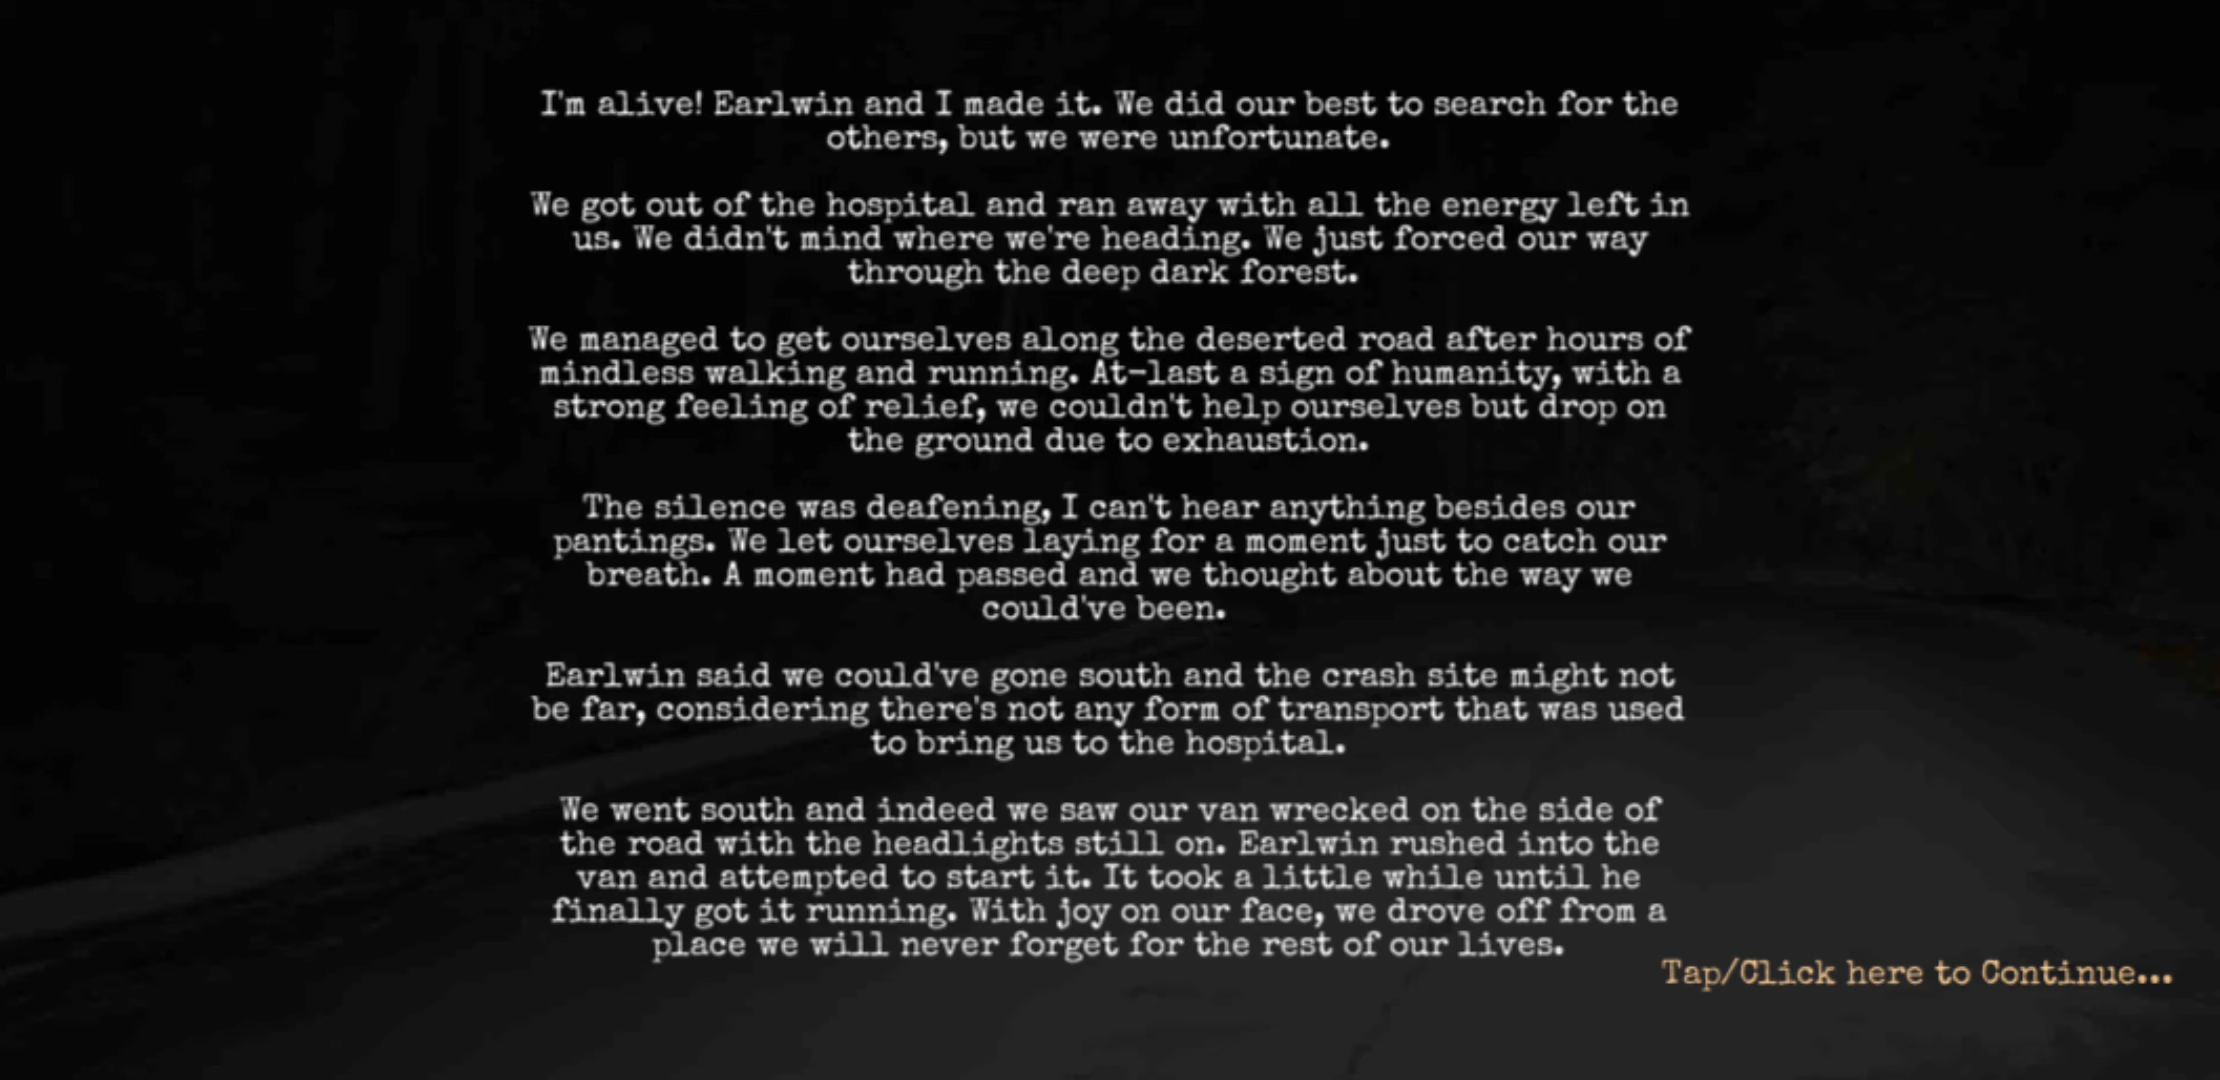 I'm alive! Earlwin and I made it. We did our best to search for the
others, but we were unfortunate.
We got out of the hospital and ran away with all the energy left in
us. We didn't mind where we're heading. We just forced our way
through the deep dark forest.
We managed to get ourselves along the deserted road after hours of
mindless walking and running. At-last a sign of humanity, with a
strong feeling of relief, we couldn't help ourselves but drop on
the ground due to exhaustion.
The silence was deafening, I can't hear anything besides our
pantings. We let ourselves laying for a moment just to catch our
breath. A moment had passed and we thought about the way we
could've been.
Earlwin said we could've gone south and the crash site might not
be far, considering there's not any form of transport that was used
to bring us to the hospital.
We went south and indeed we saw our van wrecked on the side of
the road with the headlights still on. Earlwin rushed into the
van and attempted to start it. It took a little while until he
finally got it running. With joy on our face, we drove off from a
place we will never forget for the rest of our lives.
Tap/Click here to Continue...